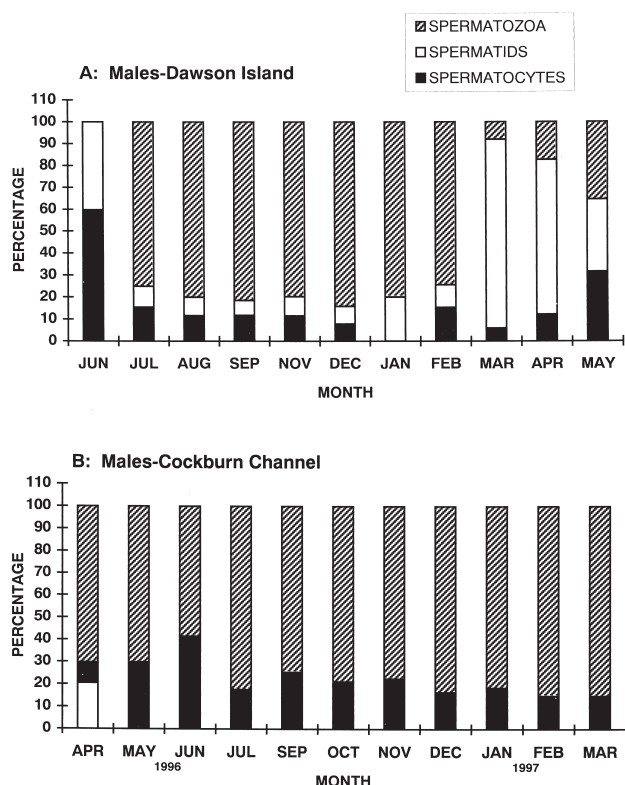 SPERMATOZOA
SPERMATIDS
SPERMATOCYTES
A: Males-Dawson Island
110
100
90
80
70
60
50
40
30
20
10
0
PERCENTAGE
JUN JUL AUG SEP NOV DEC JAN FEB MAR APR MAY
MONTH
B: Males-Cockburn Channel
110
100
90
80
70
60
50
40
30
20
10
0
PERCENTAGE
APR MAY JUN JUL SEP OCT NOV DEC JAN FEB MAR
1996 1997
MONTH